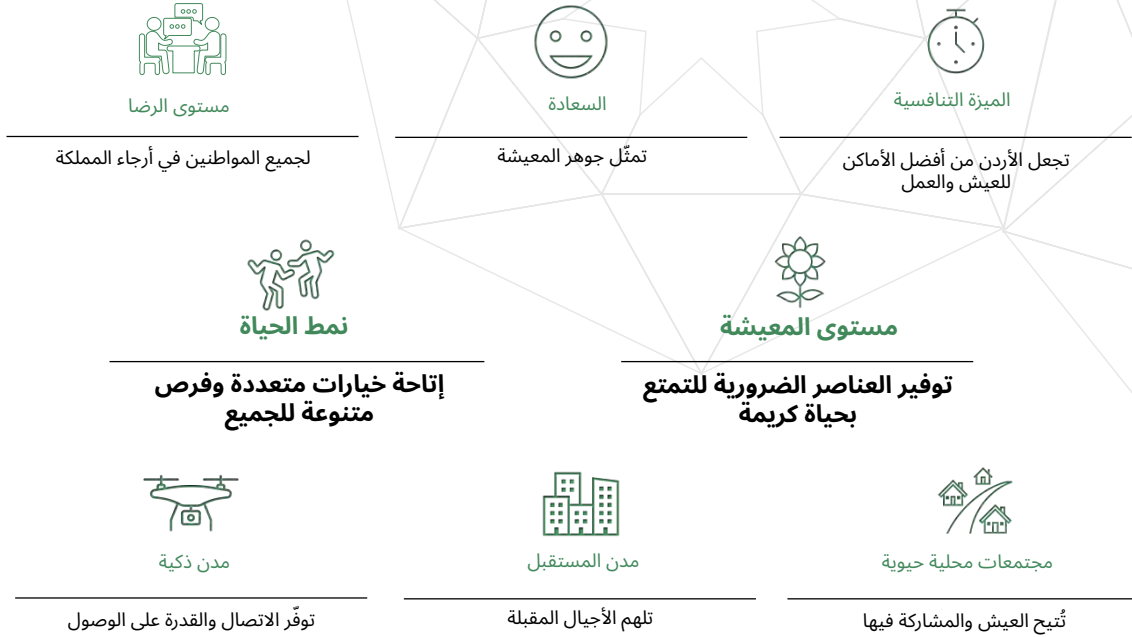 الميزة التنافسية
تجعل الأردن من أفضل الأماكن
للعيش والعمل
السعادة
تمثّل جوهر المعيشة
مستوى الرضا
لجميع المواطنين في أرجاء المملكة
مستوى المعيشة
توفير العناصر الضرورية للتمتع
بحياة كريمة
نمط الحياة
إتاحة خيارات متعددة وفرص
متنوعة للجميع
مجتمعات محلية حيوية
تُتيح العيش والمشاركة فيها
مدن المستقبل
تلهم الأجيال المقبلة
مدن ذكية
توفّر الاتصال والقدرة على الوصول